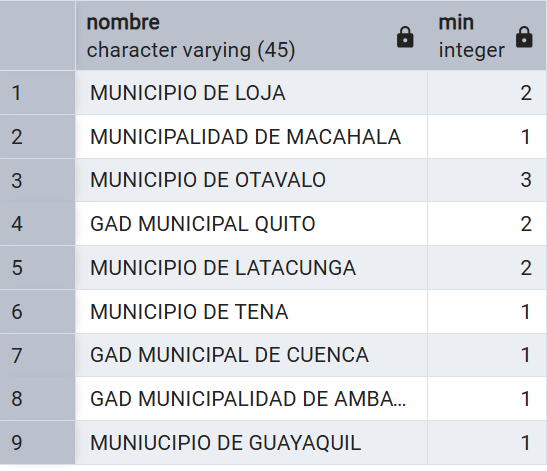 nombre min
character varying (45) integer
1 MUNICIPIO DE LOJA 2
2 MUNICIPALIDAD DE MACAHALA 1
3 MUNICIPIO DE OTAVALO 3
4 GAD MUNICIPAL QUITO 2
5 MUNICIPIO DE LATACUNGA 2
6 MUNICIPIO DE TENA 1
7 GAD MUNICIPAL DE CUENCA 1
8 GAD MUNICIPALIDAD DE AMBA... 1
9 MUNIUCIPIO DE GUAYAQUIL 1